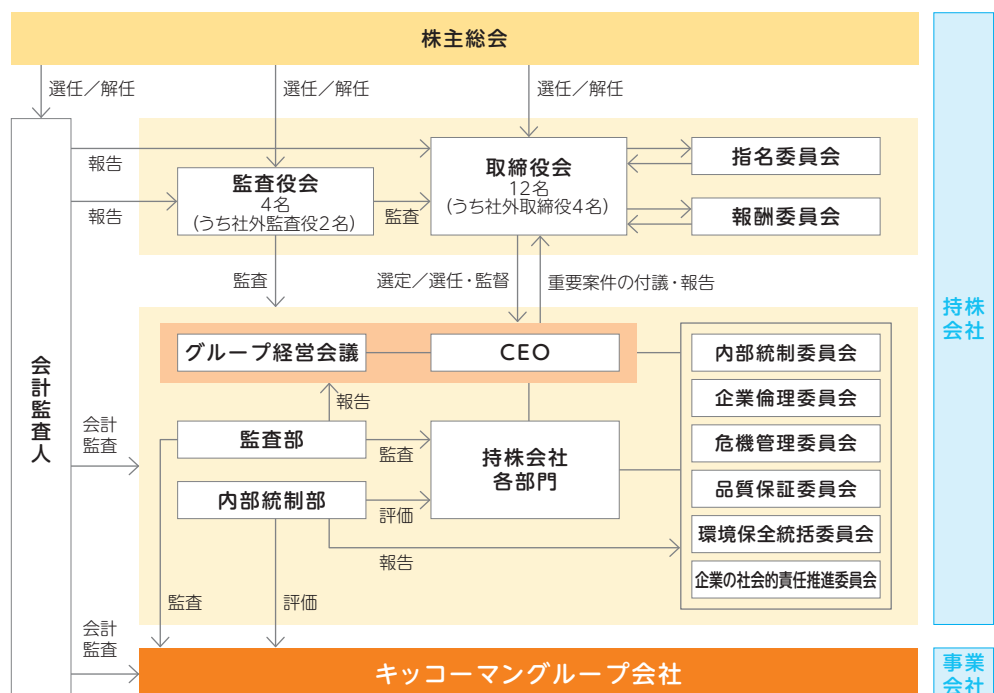 株主総会
選任／解任
選任／解任
選任／解任
報告
報告
監査役会
4名
(うち社外監査役2名)
監査
取締役会
12名
(うち社外取締役4名)
指名委員会
報酬委員会
監査
選定／選任・監督
重要案件の付議・報告
持株
会社
会計監査人
グループ経営会議
CEO
内部統制委員会
企業倫理委員会
危機管理委員会
品質保証委員会
環境保全統括委員会
企業の社会的責任推進委員会
報告
会計
監査
監査部
監査
持株会社
各部門
内部統制部
評価
報告
監査
評価
会計
監査
キッコーマングループ会社
事業
会社